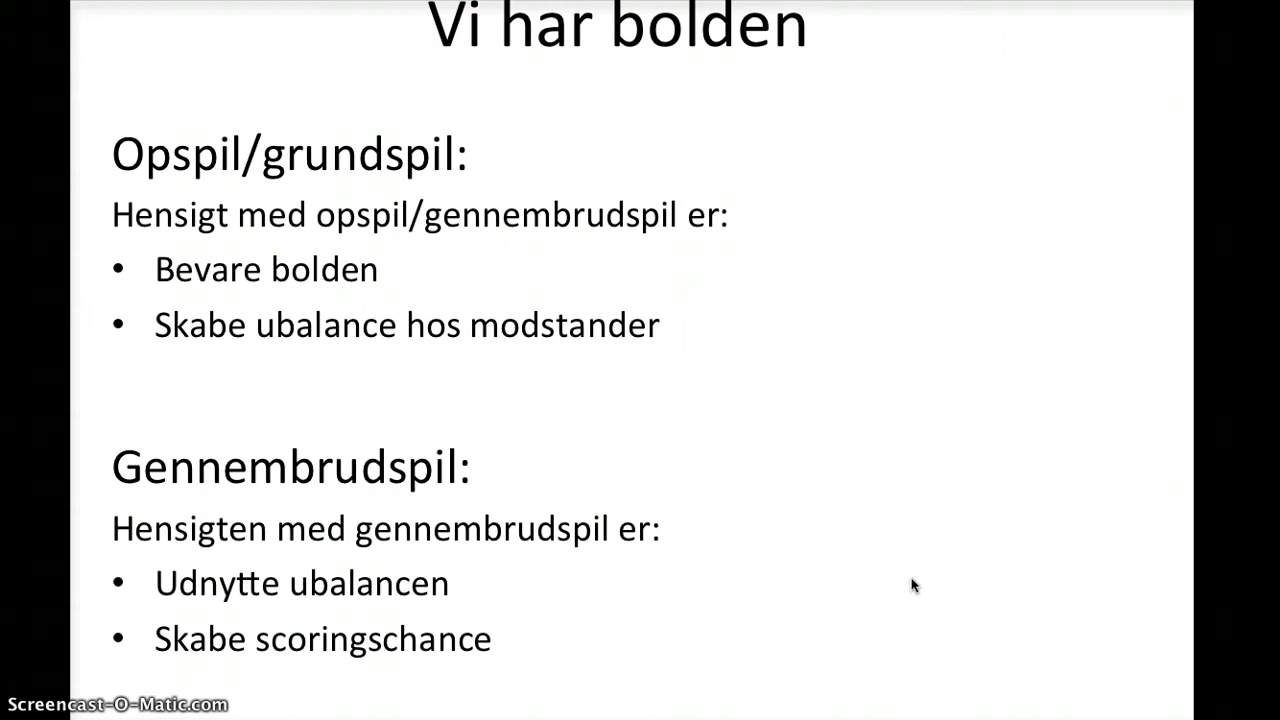 Vi har bolden
Opspil/grundspil:
Hensigt med opspil/gennembrudspil er:
• Bevare bolden
• Skabe ubalance hos modstander
Gennembrudspil:
Hensigten med gennembrudspil er:
• Udnytte ubalancen
• Skabe scoringschance
Screencast-O-Matic.com